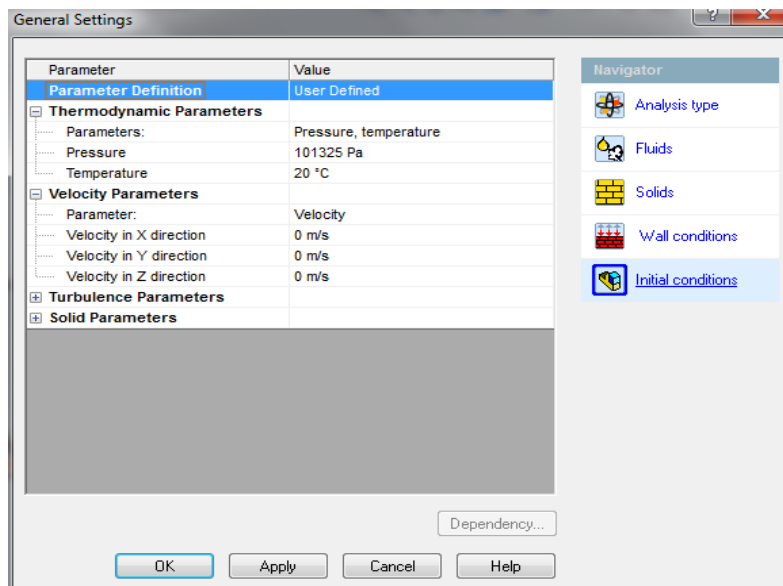 General Settings
Parameter Value
Parameter Definition User Defined
Thermodynamic Parameters
Parameters: Pressure, temperature
Pressure 101325 Pa
Temperature 20 °C
Velocity Parameters
Parameter: Velocity
Velocity in X direction 0 m/s
Velocity in Y direction 0 m/s
Velocity in Z direction 0 m/s
Turbulence Parameters
Solid Parameters
Dependency...
OK Apply Cancel Help
Navigator
Analysis type
Fluids
Solids
Wall conditions
Initial conditions